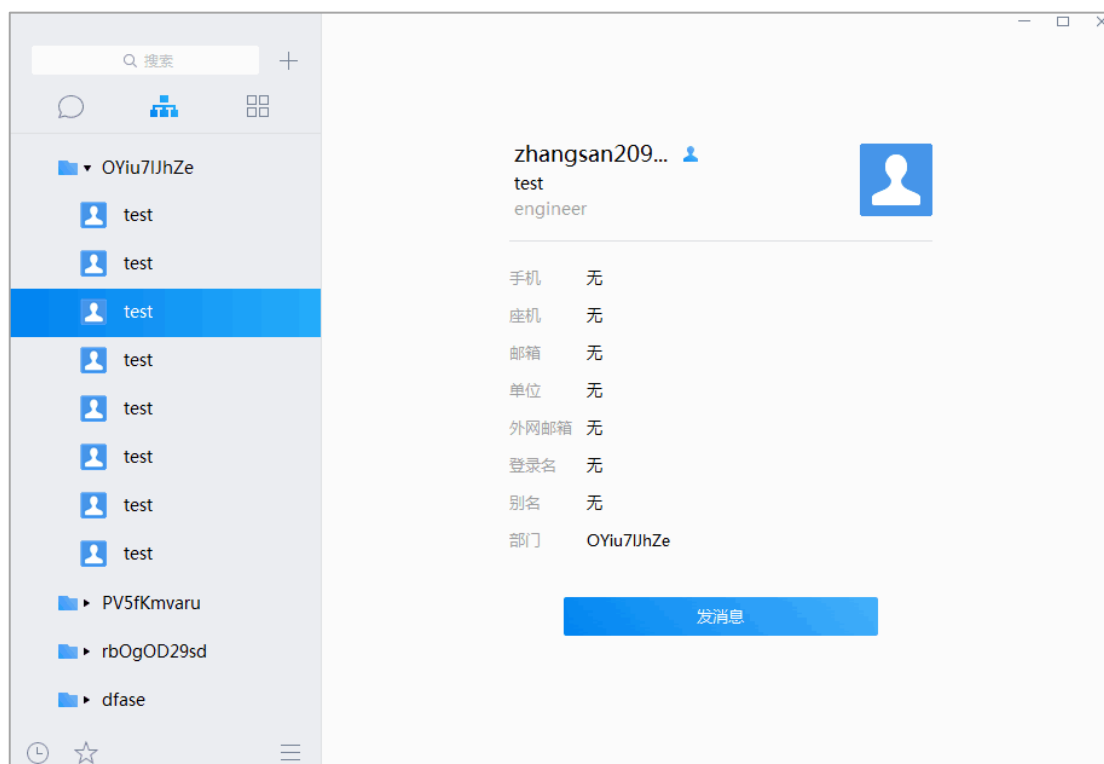 搜索
OYiu7IJhZe
test
test
test
test
test
test
test
test
PV5fKmvaru
rbOgOD29sd
dfase
zhangsan209...
test
engineer
手机 无
座机 无
邮箱 无
单位 无
外网邮箱 无
登录名 无
别名 无
部门 OYiu7IJhZe
发消息